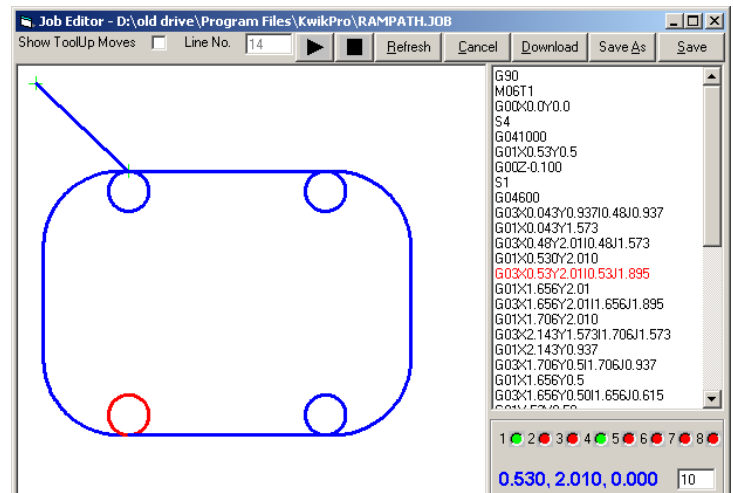 Job Editor - D:\old drive\Program Files\KwikPro\RAMPATH.JOB
Show ToolUp Moves Line No. 14 Refresh Cancel Download Save As Save
G90
M06T1
G00X0.0Y0.0
S4
G041000
G01X0.53Y0.5
G00Z-0.100
S1
G04600
G03X0.043Y0.937I0.48J0.937
G01X0.043Y1.573
G03X0.48Y2.01I0.48J1.573
G01X0.530Y2.010
G03X0.53Y2.01I0.53J1.895
G01X1.656Y2.01
G03X1.656Y2.01I1.656J1.895
G01X1.706Y2.010
G03X2.143Y1.573I1.706J1.573
G01X2.143Y0.937
G03X1.706Y0.5I1.706J0.937
G01X1.656Y0.5
G03X1.656Y0.50I1.656J0.615
1 2 3 4 5 6 7 8
0.530, 2.010, 0.000 10